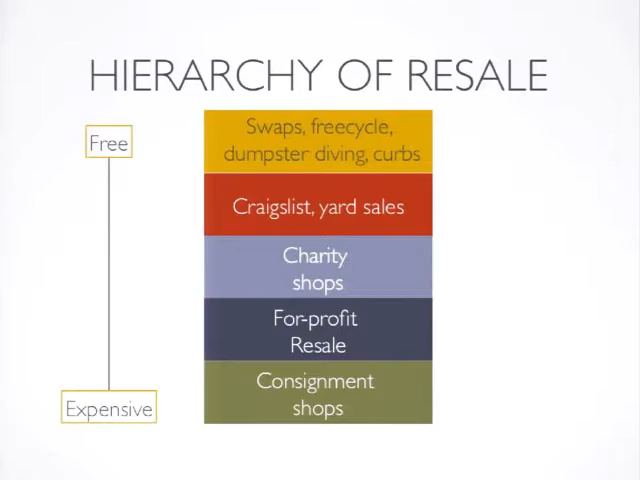 HIERARCHY OF RESALE
Free
Swaps, freecycle,
dumpster diving, curbs
Craigslist, yard sales
Charity
shops
For-profit
Resale
Consignment
shops
Expensive